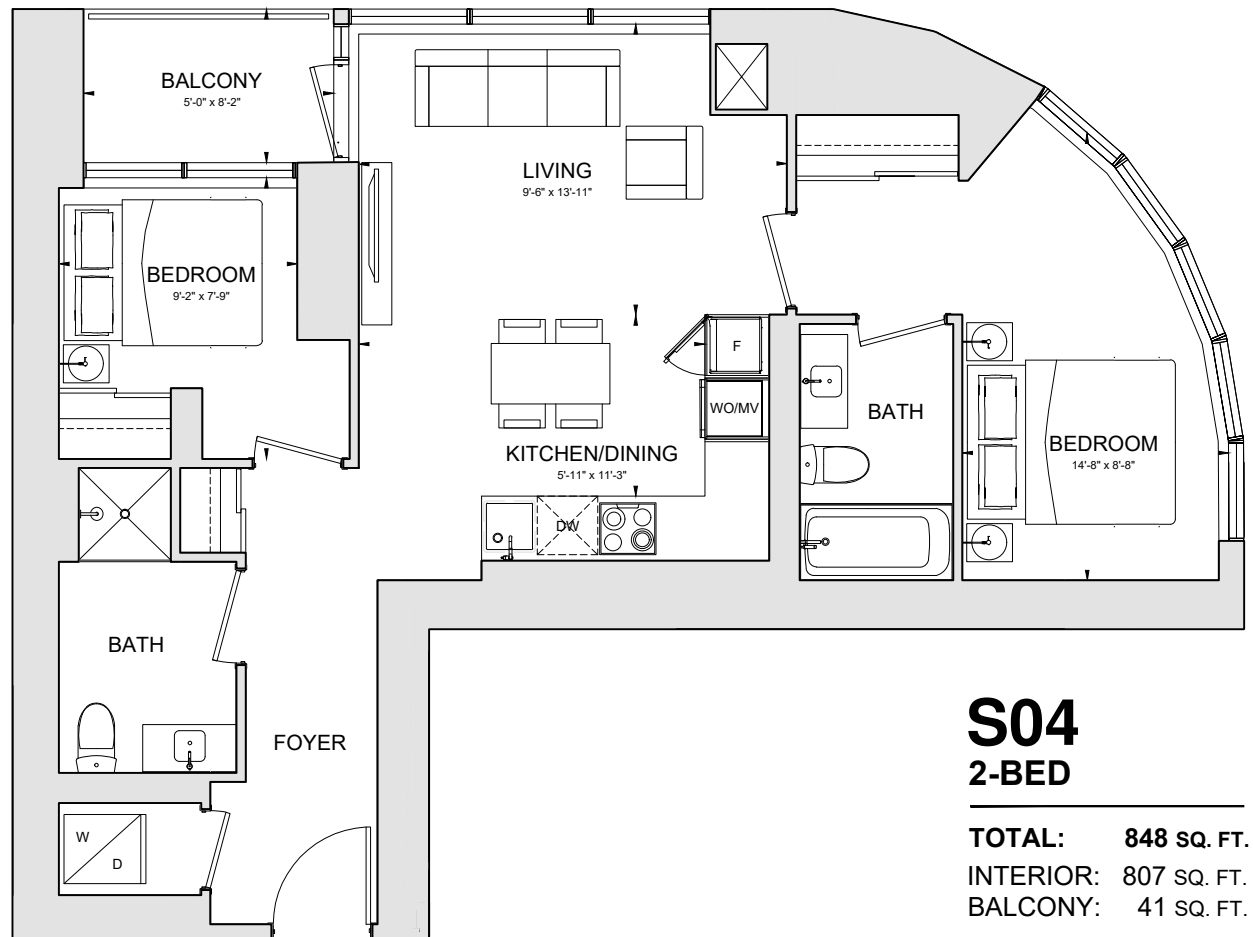 BALCONY
5'-0" x 8'-2"
LIVING
9'-6" x 13'-11"
BEDROOM
9'-2" x 7'-9"
F
WO/MV
BATH
BEDROOM
14'-8" x 8'-8"
KITCHEN/DINING
5'-11" x 11'-3"
DW
BATH
FOYER
W
D
S04
2-BED
TOTAL: 848 SQ. FT.
INTERIOR: 807 SQ. FT.
BALCONY: 41 SQ. FT.